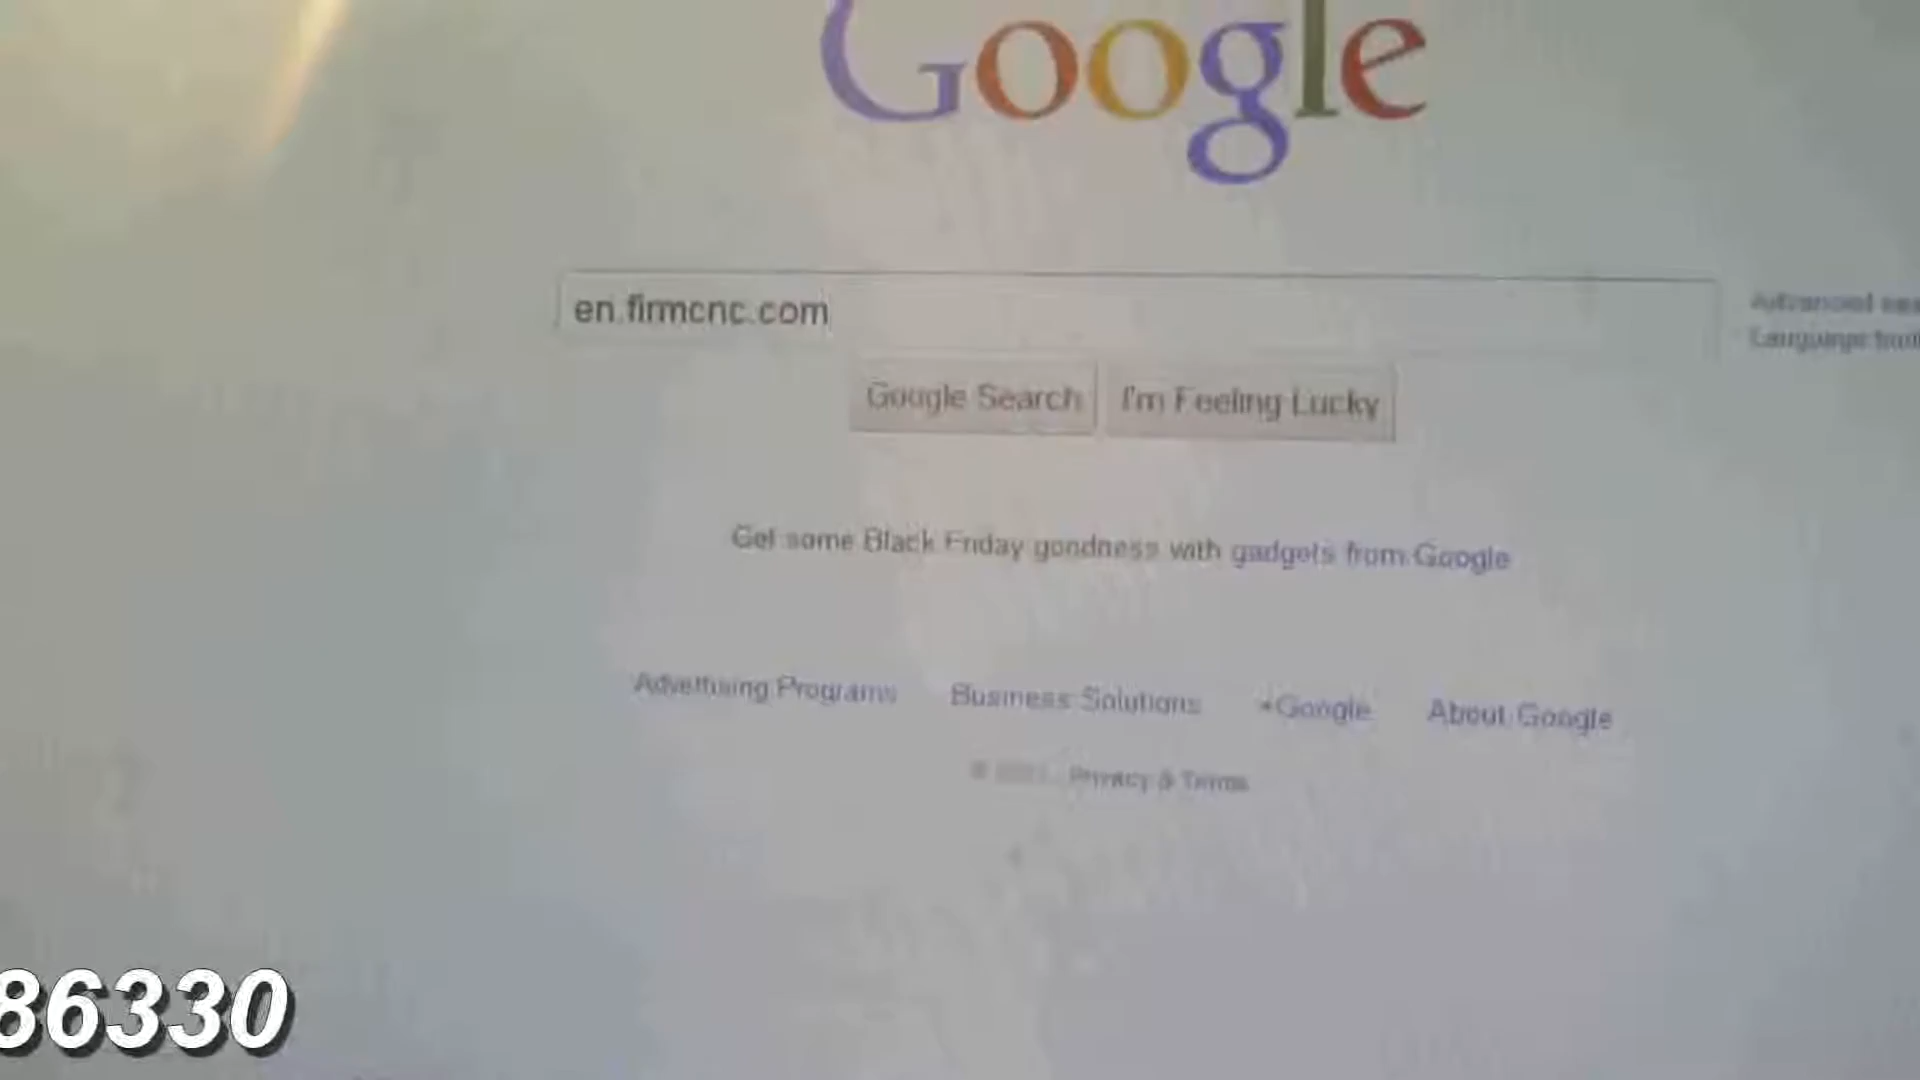 Google
en.firmcnc.com
Google Search I'm Feeling Lucky
Get some Black Friday goodness with gadgets from Google
Advertising Programs Business Solutions +Google About Google
Privacy & Terms
86330